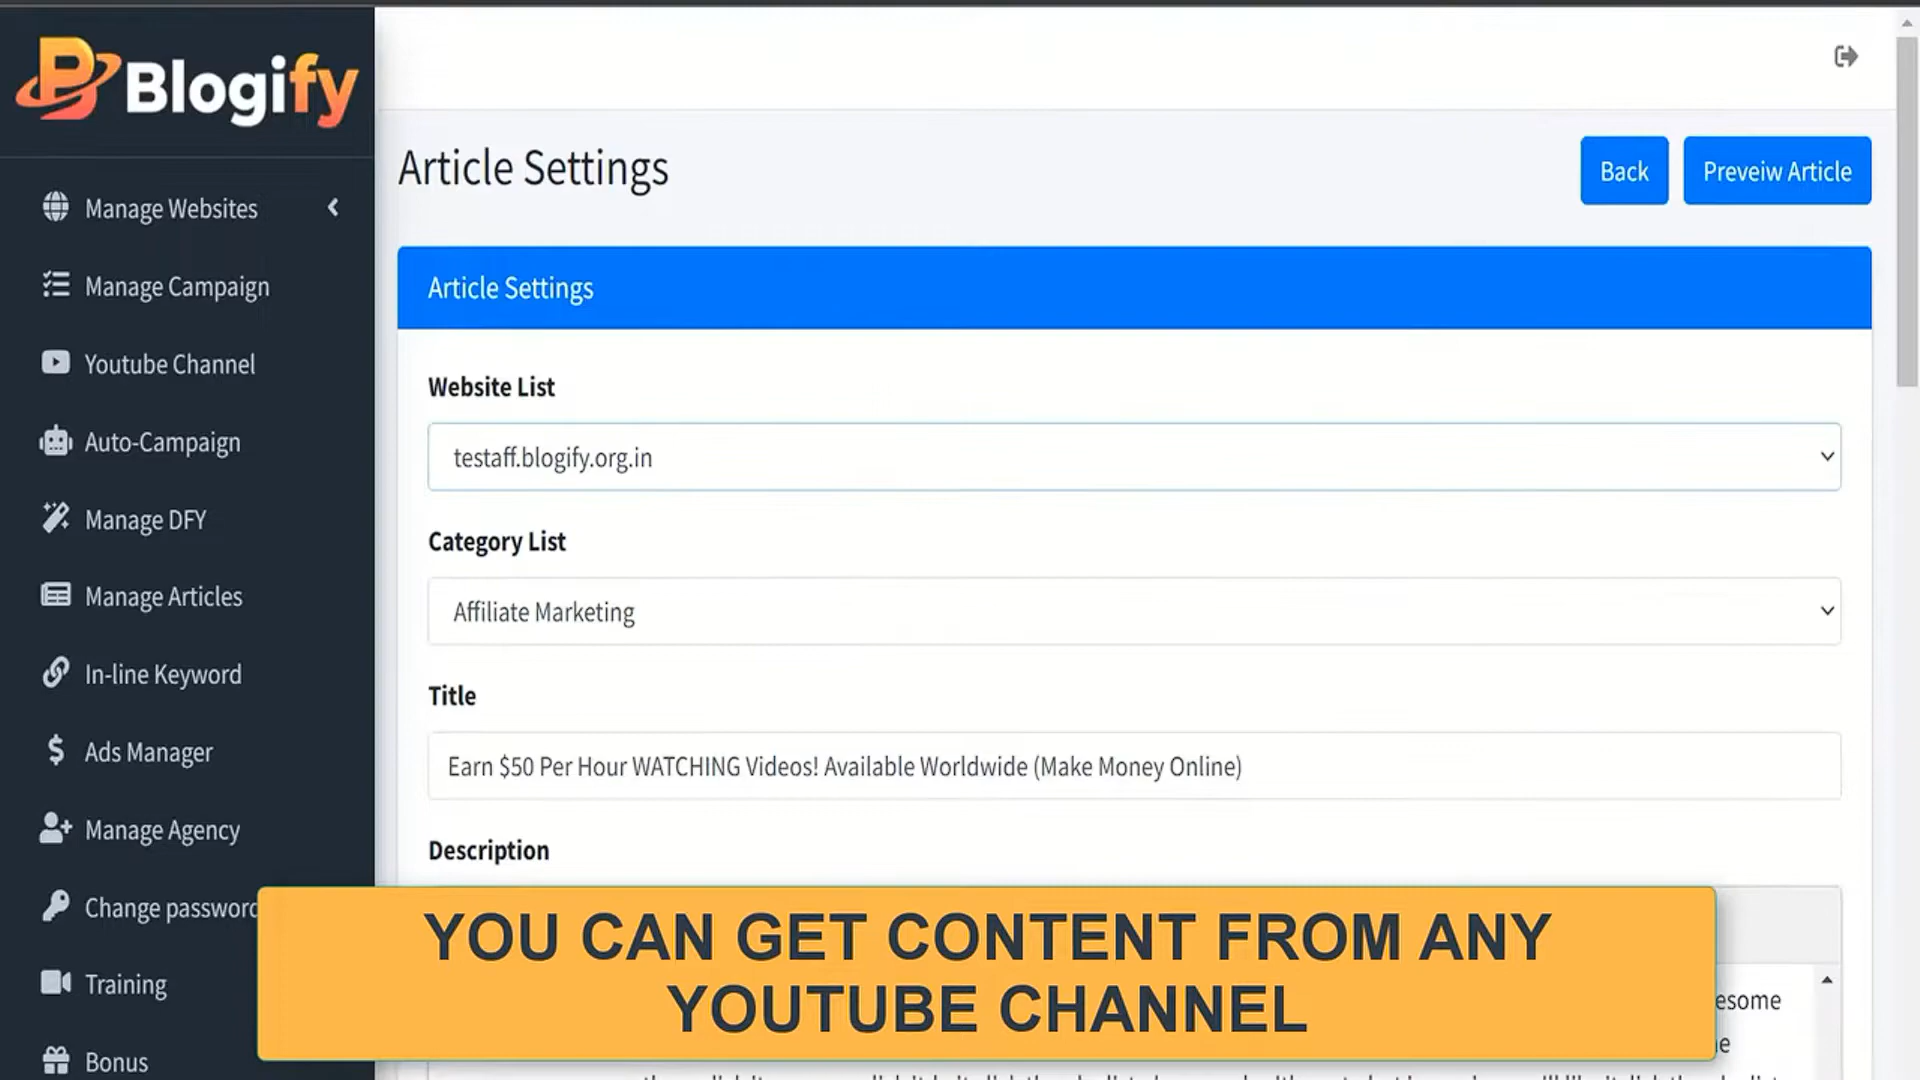 Blogify
Manage Websites
Manage Campaign
Youtube Channel
Auto-Campaign
Manage DFY
Manage Articles
In-line Keyword
Ads Manager
Manage Agency
Change password
Training
Bonus
Article Settings
Back
Preveiw Article
Article Settings
Website List
testaff.blogify.org.in
Category List
Affiliate Marketing
Title
Earn $50 Per Hour WATCHING Videos! Available Worldwide (Make Money Online)
Description
YOU CAN GET CONTENT FROM ANY
YOUTUBE CHANNEL